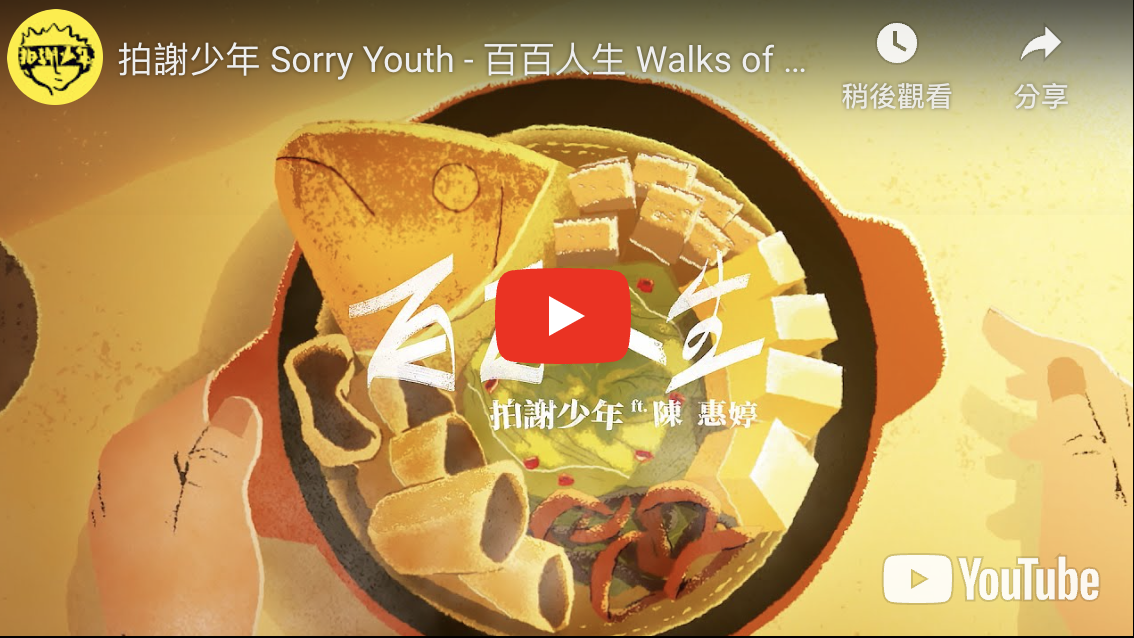 拍謝少年
拍謝少年 Sorry Youth - 百百人生 Walks of ...
稍後觀看
分享
百百人生
拍謝少年 ft. 陳 惠婷
YouTube